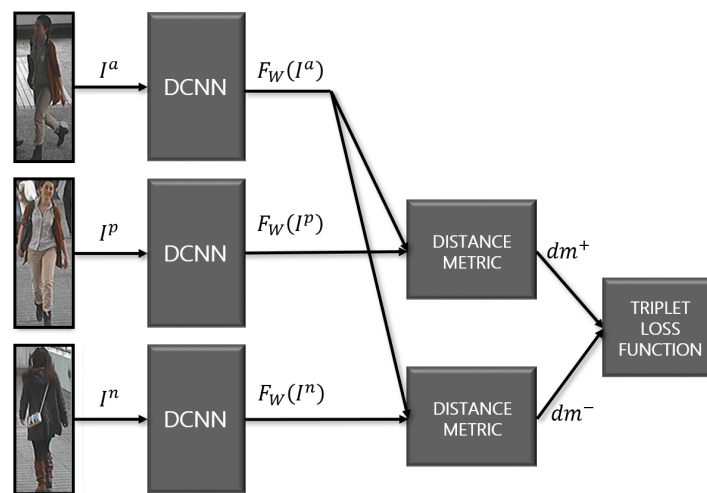 I^a
DCNN
F_W(I^a)
I^p
DCNN
F_W(I^p)
DISTANCE
METRIC
dm^+
TRIPLET
LOSS
FUNCTION
I^n
DCNN
F_W(I^n)
DISTANCE
METRIC
dm^−